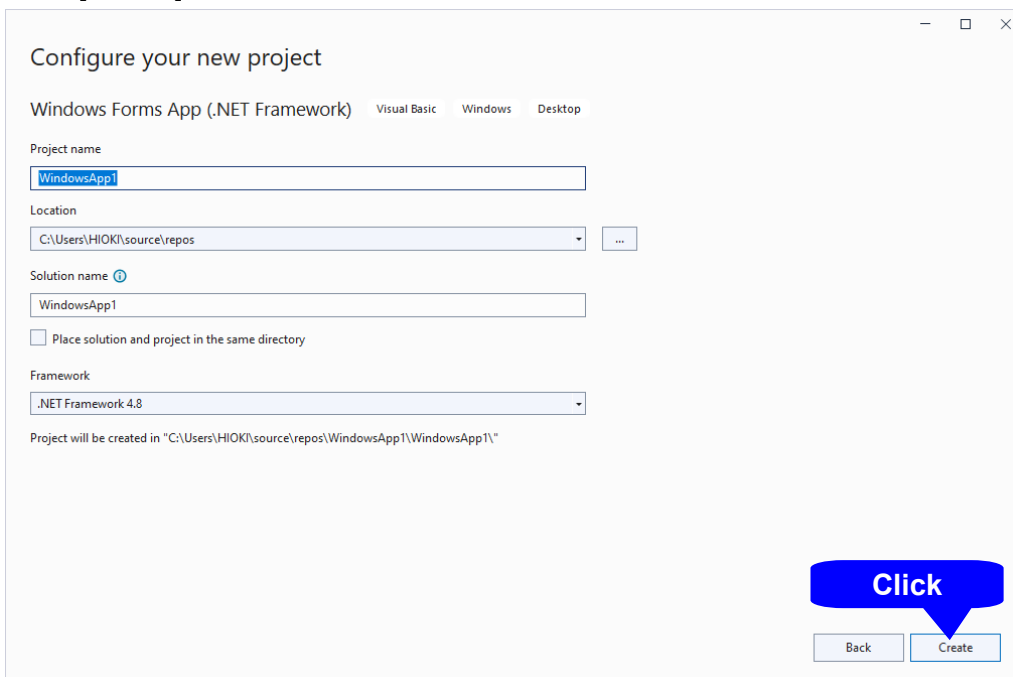 Configure your new project
Windows Forms App (.NET Framework) Visual Basic Windows Desktop
Project name
WindowsApp1
Location
C:\Users\HIOKI\source\repos
...
Solution name
WindowsApp1
Place solution and project in the same directory
Framework
.NET Framework 4.8
Project will be created in "C:\Users\HIOKI\source\repos\WindowsApp1\WindowsApp1\"
Click
Back Create